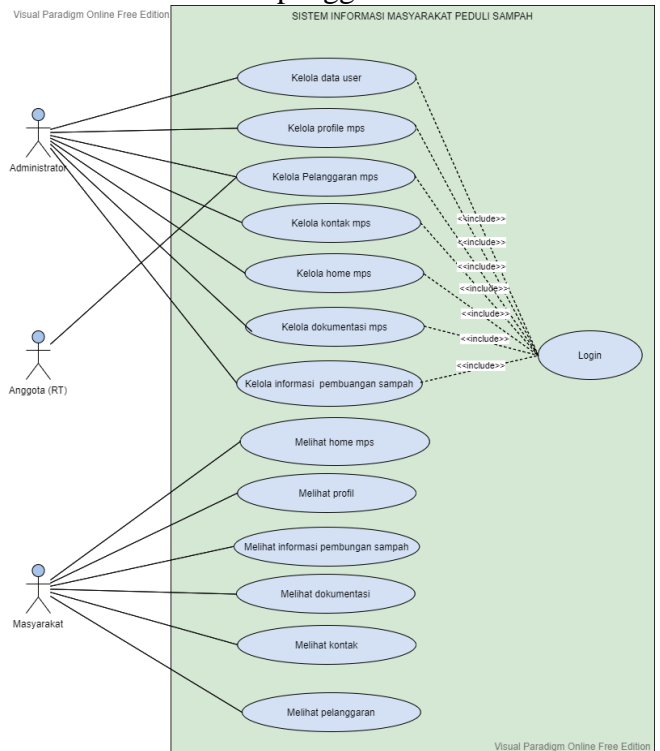 Visual Paradigm Online Free Edition
SISTEM INFORMASI MASYARAKAT PEDULI SAMPAH
Kelola data user
Kelola profile mps
Administrator
Kelola Pelanggaran mps
<<include>>
Kelola kontak mps
<<include>>
<<include>>
Kelola home mps
<<include>>
<<include>>
Kelola dokumentasi mps
<<include>>
Login
<<include>>
Kelola informasi pembuangan sampah
Anggota (RT)
Melihat home mps
Melihat profil
Melihat informasi pembungan sampah
Melihat dokumentasi
Masyarakat
Melihat kontak
Melihat pelanggaran
Visual Paradigm Online Free Edition